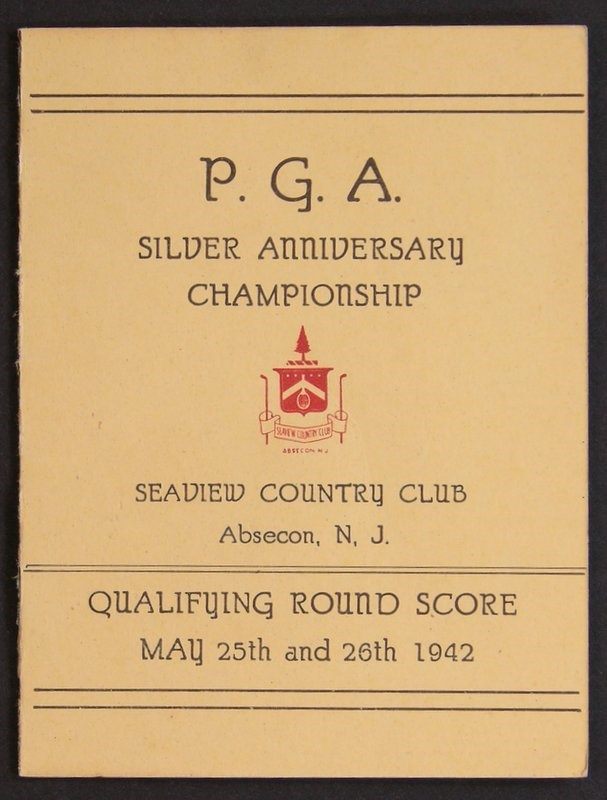 P. G. A.
SILVER ANNIVERSARY
CHAMPIONSHIP
SEAVIEW COUNTRY CLUB
ABSECON N J
SEAVIEW COUNTRY CLUB
Absecon, N, J.
QUALIFYING ROUND SCORE
MAY 25th and 26th 1942